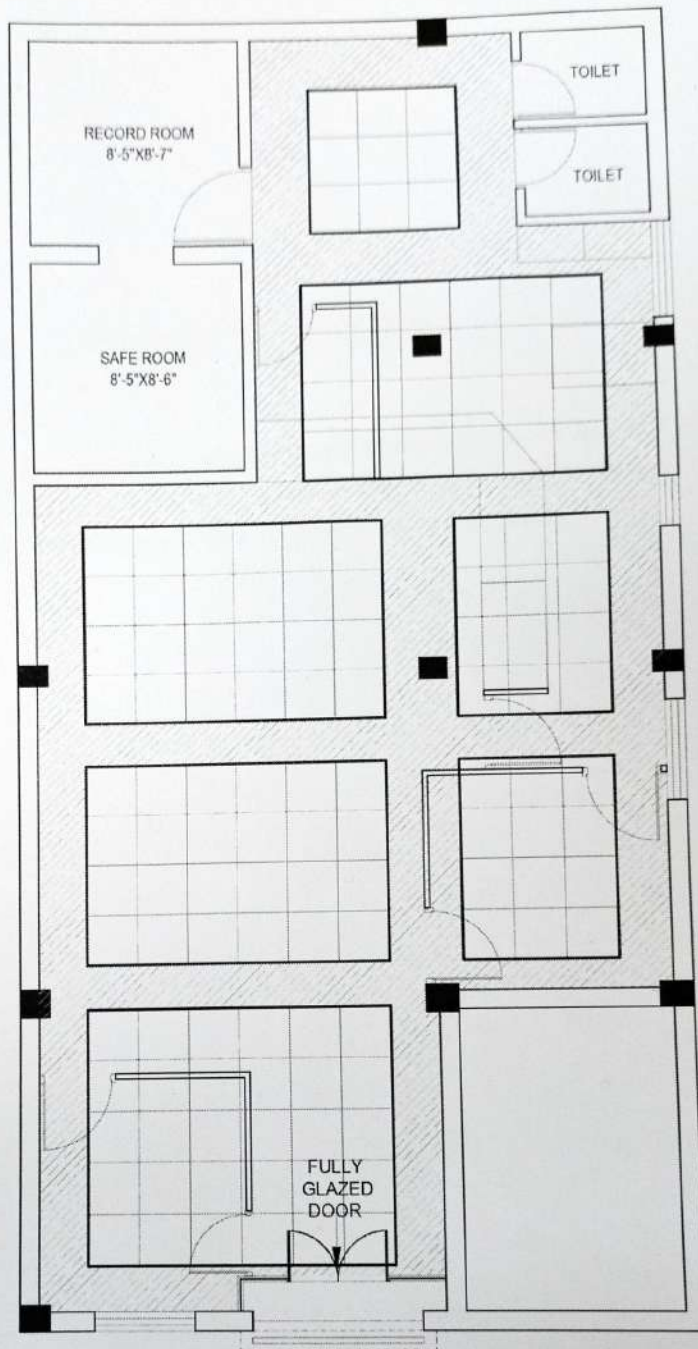 RECORD ROOM
8'-5"X8'-7"
TOILET
TOILET
SAFE ROOM
8'-5"X8'-6"
FULLY
GLAZED
DOOR